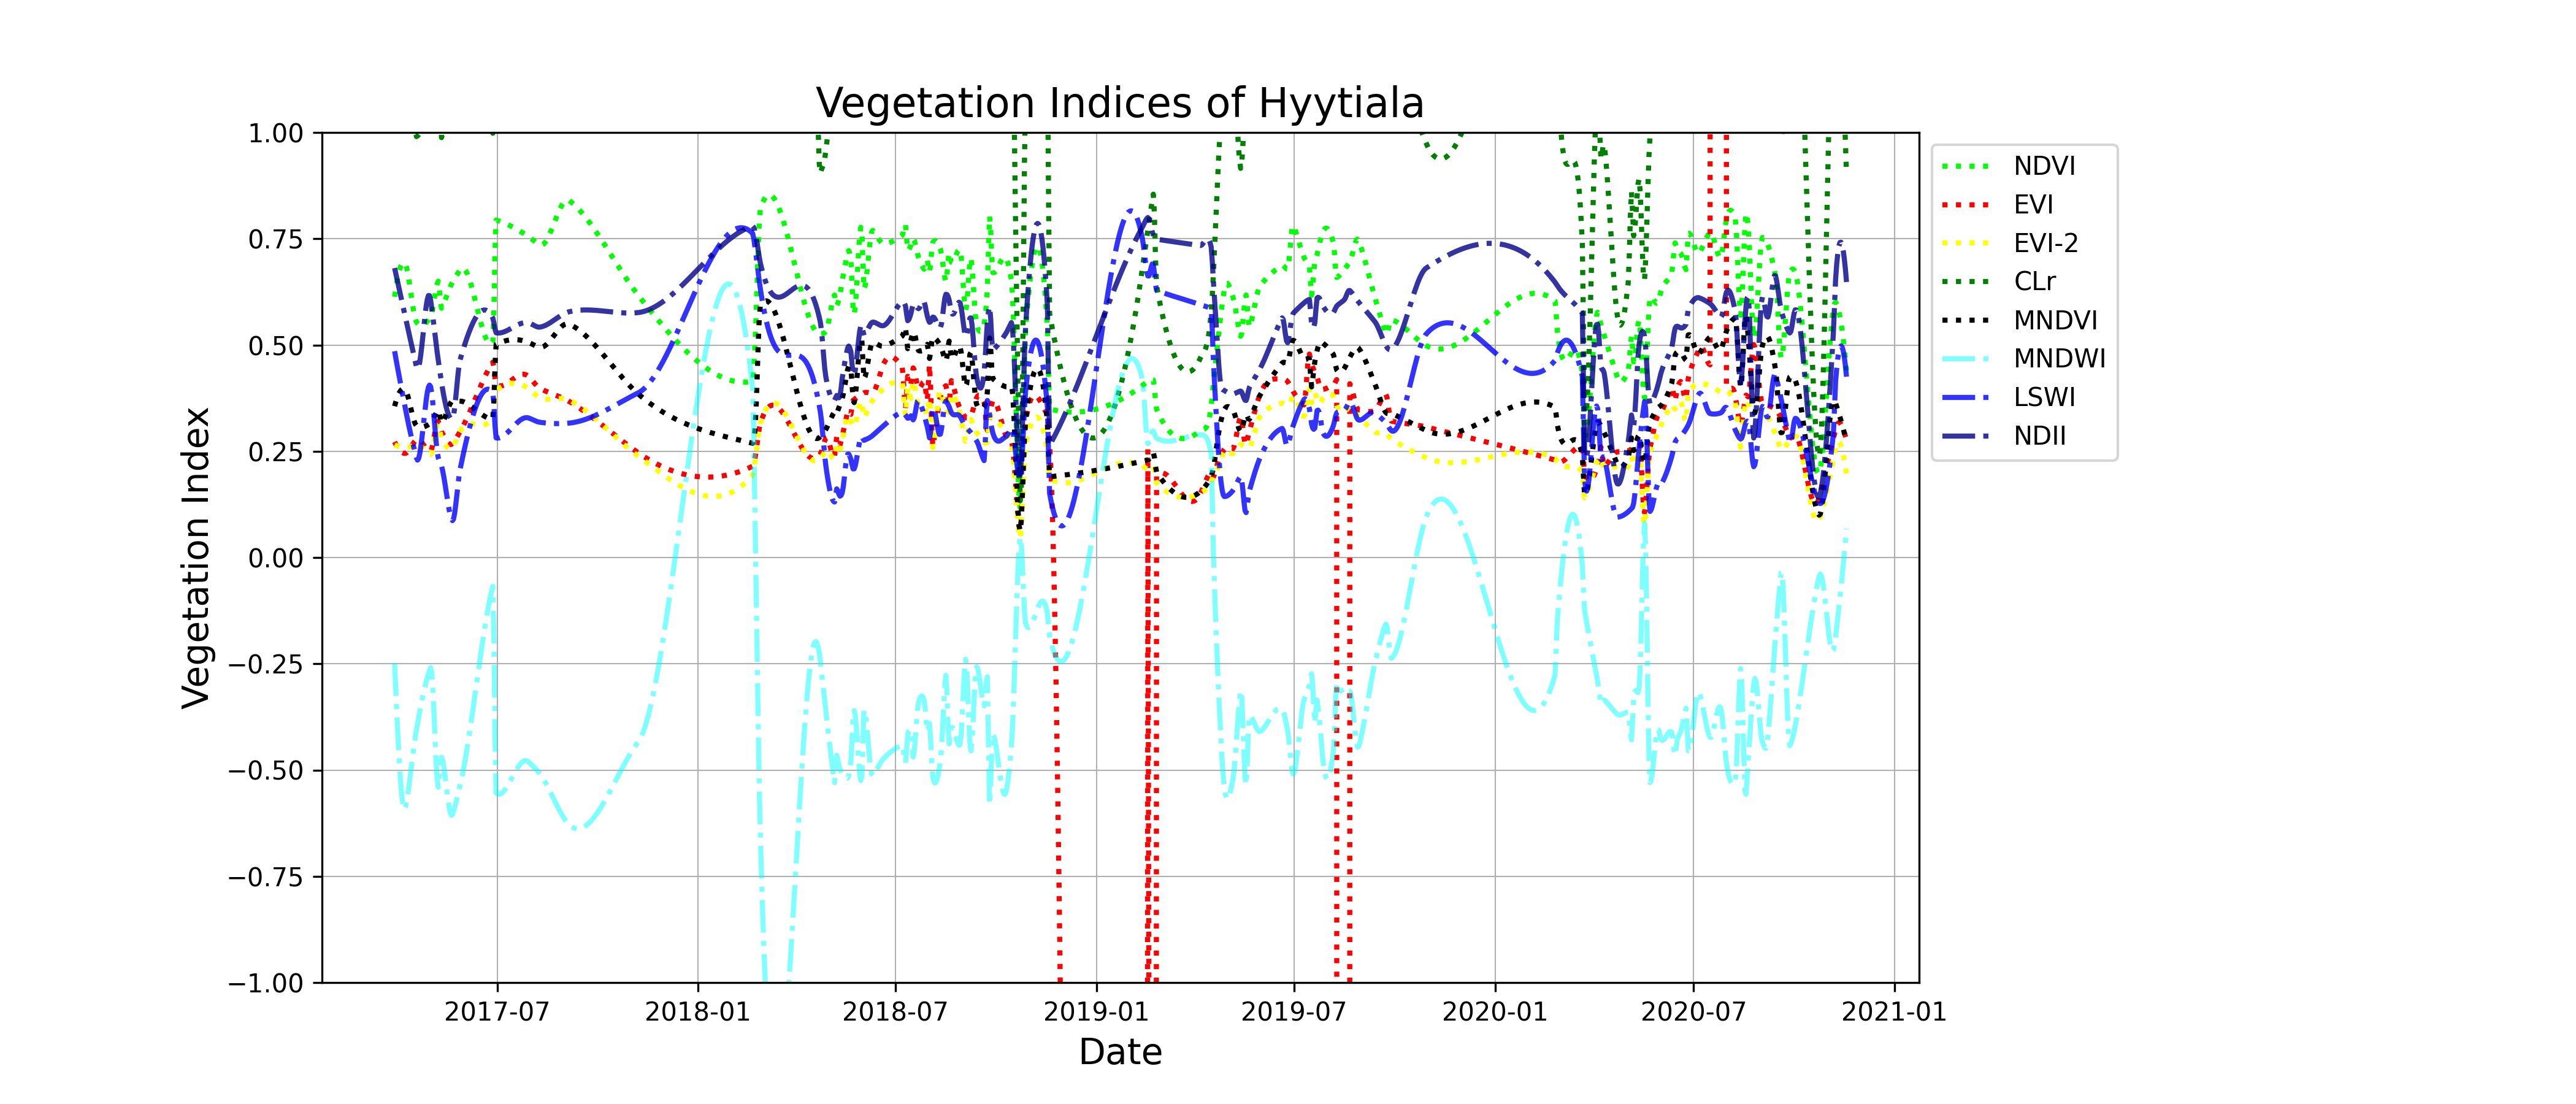 Vegetation Indices of Hyytiala
Vegetation Index
1.00
0.75
0.50
0.25
0.00
−0.25
−0.50
−0.75
−1.00
2017-07
2018-01
2018-07
2019-01
2019-07
2020-01
2020-07
2021-01
Date
NDVI
EVI
EVI-2
CLr
MNDVI
MNDWI
LSWI
NDII